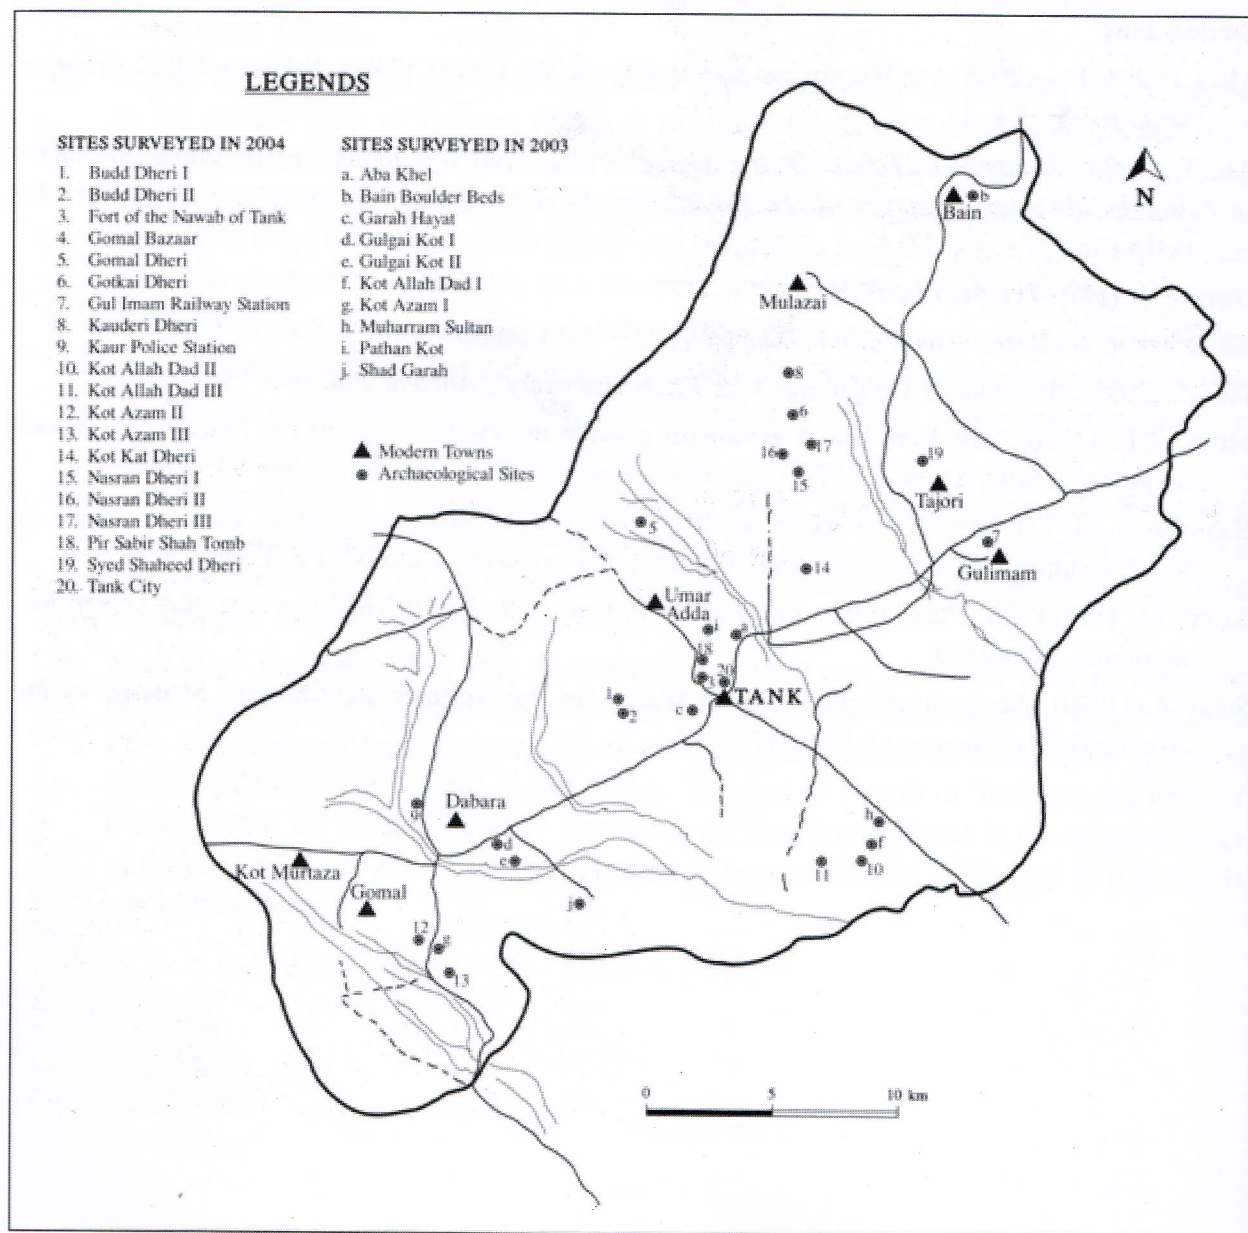 LEGENDS
SITES SURVEYED IN 2004
1. Budd Dheri I
2. Budd Dheri II
3. Fort of the Nawab of Tank
4. Gomal Bazaar
5. Gomal Dheri
6. Gotkai Dheri
7. Gul Imam Railway Station
8. Kauderi Dheri
9. Kaur Police Station
10. Kot Allah Dad II
11. Kot Allah Dad III
12. Kot Azam II
13. Kot Azam III
14. Kot Kat Dheri
15. Nasran Dheri I
16. Nasran Dheri II
17. Nasran Dheri III
18. Pir Sabir Shah Tomb
19. Syed Shaheed Dheri
20. Tank City
SITES SURVEYED IN 2003
a. Aba Khel
b. Bain Boulder Beds
c. Garah Hayat
d. Gulgai Kot I
e. Gulgai Kot II
f. Kot Allah Dad I
g. Kot Azam I
h. Muharram Sultan
i. Pathan Kot
j. Shad Garah
Modern Towns
Archaeological Sites
N
b
Bain
Mulazai
8
6
17
16
15
19
Tajori
5
7
Gulimam
14
Umar
Adda
i
a
18
3
20
TANK
1
2
c
9
Dabara
h
d
f
e
11
10
Kot Murtaza
Gomal
j
12
g
13
0
5
10 km